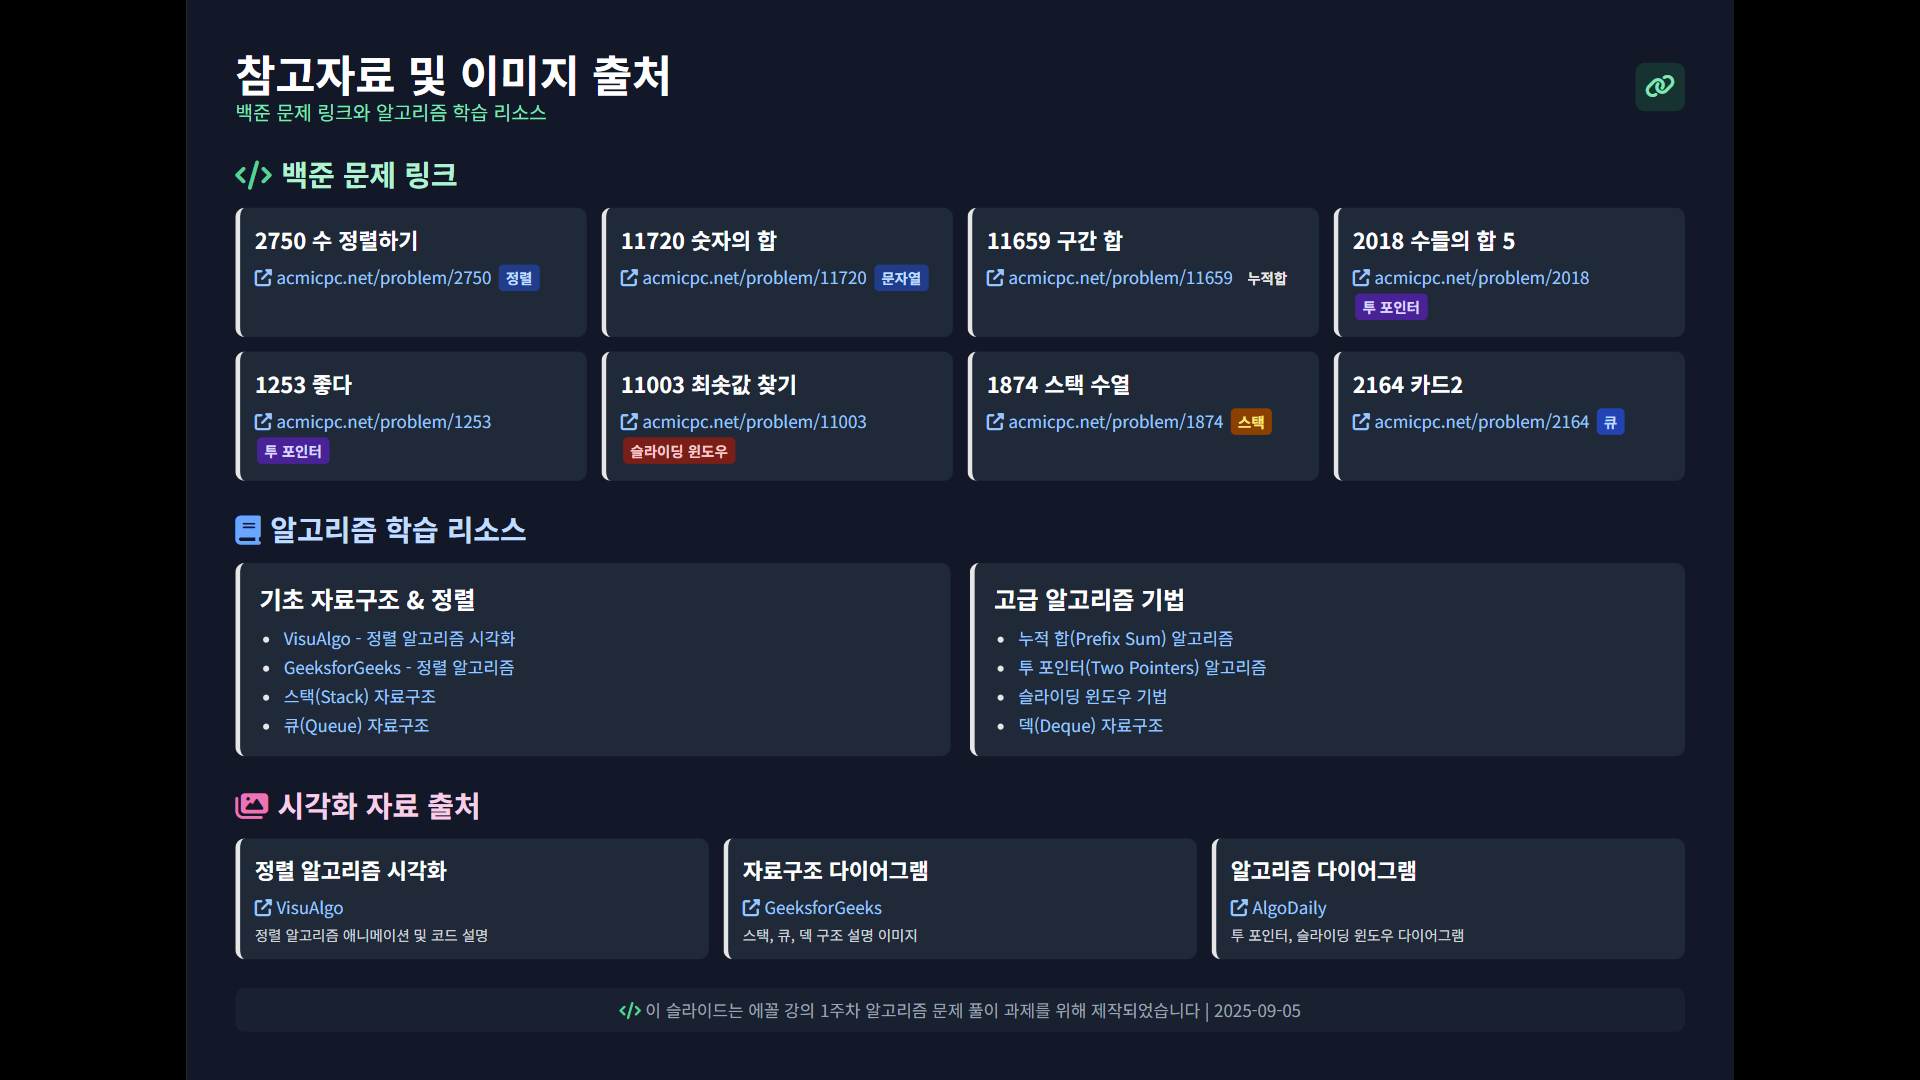 참고자료 및 이미지 출처
백준 문제 링크와 알고리즘 학습 리소스
백준 문제 링크
2750 수 정렬하기
acmicpc.net/problem/2750 정렬
11720 숫자의 합
acmicpc.net/problem/11720 문자열
11659 구간 합
acmicpc.net/problem/11659 누적합
2018 수들의 합 5
acmicpc.net/problem/2018
투 포인터
1253 좋다
acmicpc.net/problem/1253
투 포인터
11003 최솟값 찾기
acmicpc.net/problem/11003
슬라이딩 윈도우
1874 스택 수열
acmicpc.net/problem/1874 스택
2164 카드2
acmicpc.net/problem/2164 큐
알고리즘 학습 리소스
기초 자료구조 & 정렬
• VisuAlgo - 정렬 알고리즘 시각화
• GeeksforGeeks - 정렬 알고리즘
• 스택(Stack) 자료구조
• 큐(Queue) 자료구조
고급 알고리즘 기법
• 누적 합(Prefix Sum) 알고리즘
• 투 포인터(Two Pointers) 알고리즘
• 슬라이딩 윈도우 기법
• 덱(Deque) 자료구조
시각화 자료 출처
정렬 알고리즘 시각화
VisuAlgo
정렬 알고리즘 애니메이션 및 코드 설명
자료구조 다이어그램
GeeksforGeeks
스택, 큐, 덱 구조 설명 이미지
알고리즘 다이어그램
AlgoDaily
투 포인터, 슬라이딩 윈도우 다이어그램
이 슬라이드는 에꼴 강의 1주차 알고리즘 문제 풀이 과제를 위해 제작되었습니다 | 2025-09-05